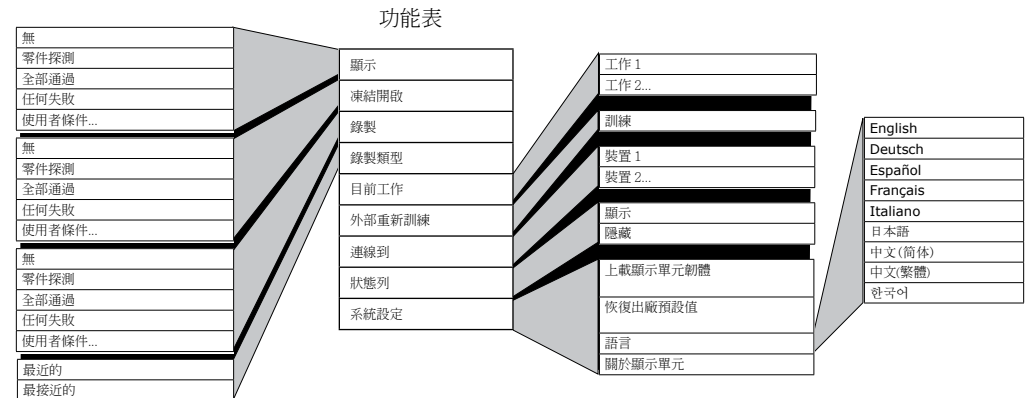 功能表
無
零件探測
全部通過
任何失敗
使用者條件...
無
零件探測
全部通過
任何失敗
使用者條件...
無
零件探測
全部通過
任何失敗
使用者條件...
最近的
最接近的
顯示
凍結開啟
錄製
錄製類型
目前工作
外部重新訓練
連線到
狀態列
系統設定
工作 1
工作 2...
訓練
裝置 1
裝置 2...
顯示
隱藏
上載顯示單元韌體
恢復出廠預設值
語言
關於顯示單元
English
Deutsch
Español
Français
Italiano
日本語
中文(简体)
中文(繁體)
한국어